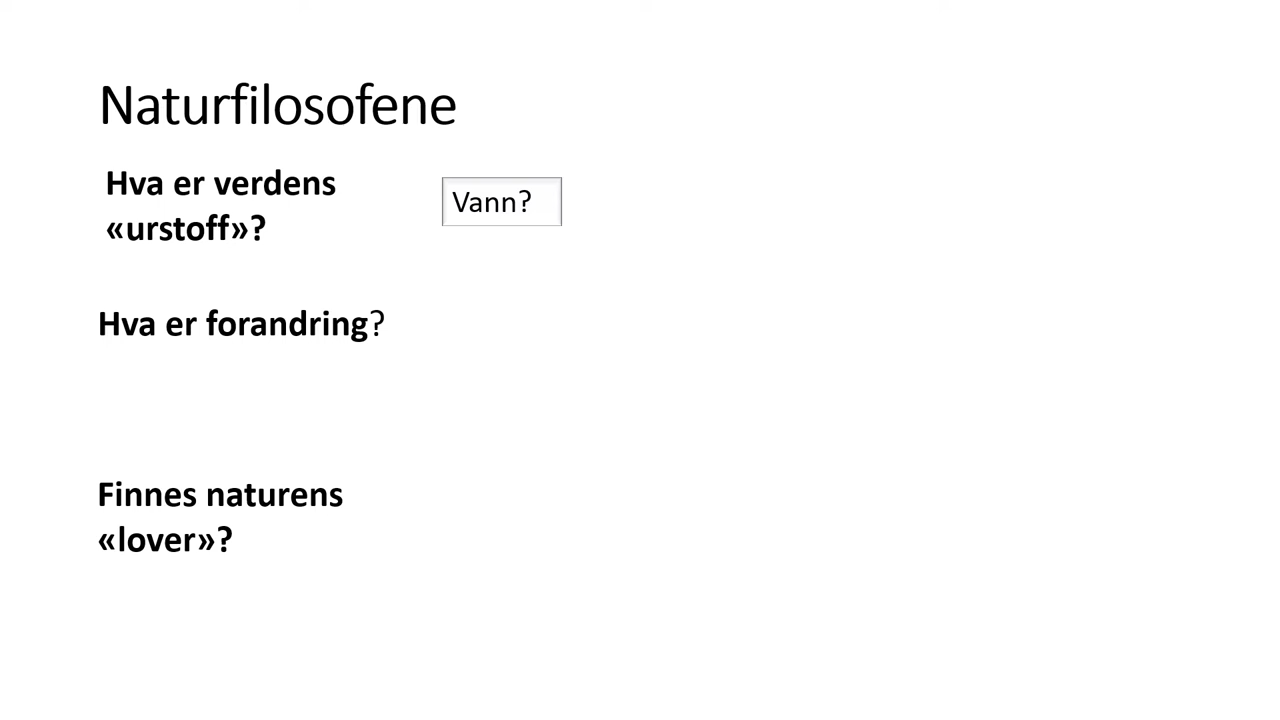 Naturfilosofene
Hva er verdens
«urstoff»?
Vann?
Hva er forandring?
Finnes naturens
«lover»?